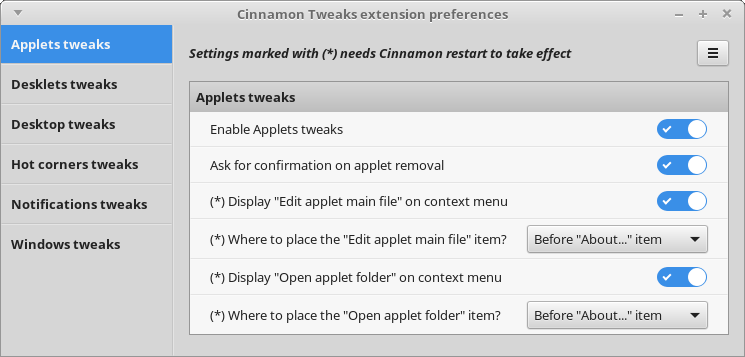 Cinnamon Tweaks extension preferences
Applets tweaks
Desklets tweaks
Desktop tweaks
Hot corners tweaks
Notifications tweaks
Windows tweaks
Settings marked with (*) needs Cinnamon restart to take effect
Applets tweaks
Enable Applets tweaks
Ask for confirmation on applet removal
(*) Display "Edit applet main file" on context menu
(*) Where to place the "Edit applet main file" item? Before "About..." item
(*) Display "Open applet folder" on context menu
(*) Where to place the "Open applet folder" item? Before "About..." item